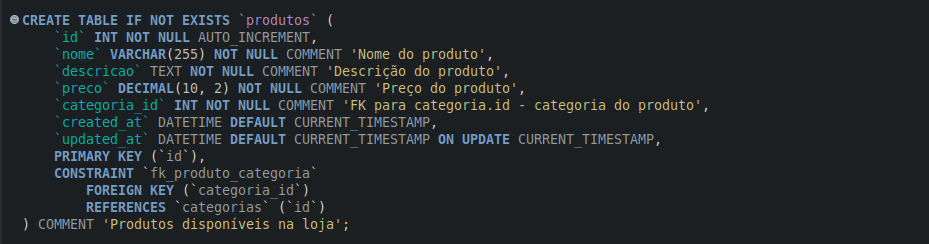 CREATE TABLE IF NOT EXISTS `produtos` (
    `id` INT NOT NULL AUTO_INCREMENT,
    `nome` VARCHAR(255) NOT NULL COMMENT 'Nome do produto',
    `descricao` TEXT NOT NULL COMMENT 'Descrição do produto',
    `preco` DECIMAL(10, 2) NOT NULL COMMENT 'Preço do produto',
    `categoria_id` INT NOT NULL COMMENT 'FK para categoria.id - categoria do produto',
    `created_at` DATETIME DEFAULT CURRENT_TIMESTAMP,
    `updated_at` DATETIME DEFAULT CURRENT_TIMESTAMP ON UPDATE CURRENT_TIMESTAMP,
    PRIMARY KEY (`id`),
    CONSTRAINT `fk_produto_categoria`
        FOREIGN KEY (`categoria_id`)
        REFERENCES `categorias` (`id`)
) COMMENT 'Produtos disponíveis na loja';